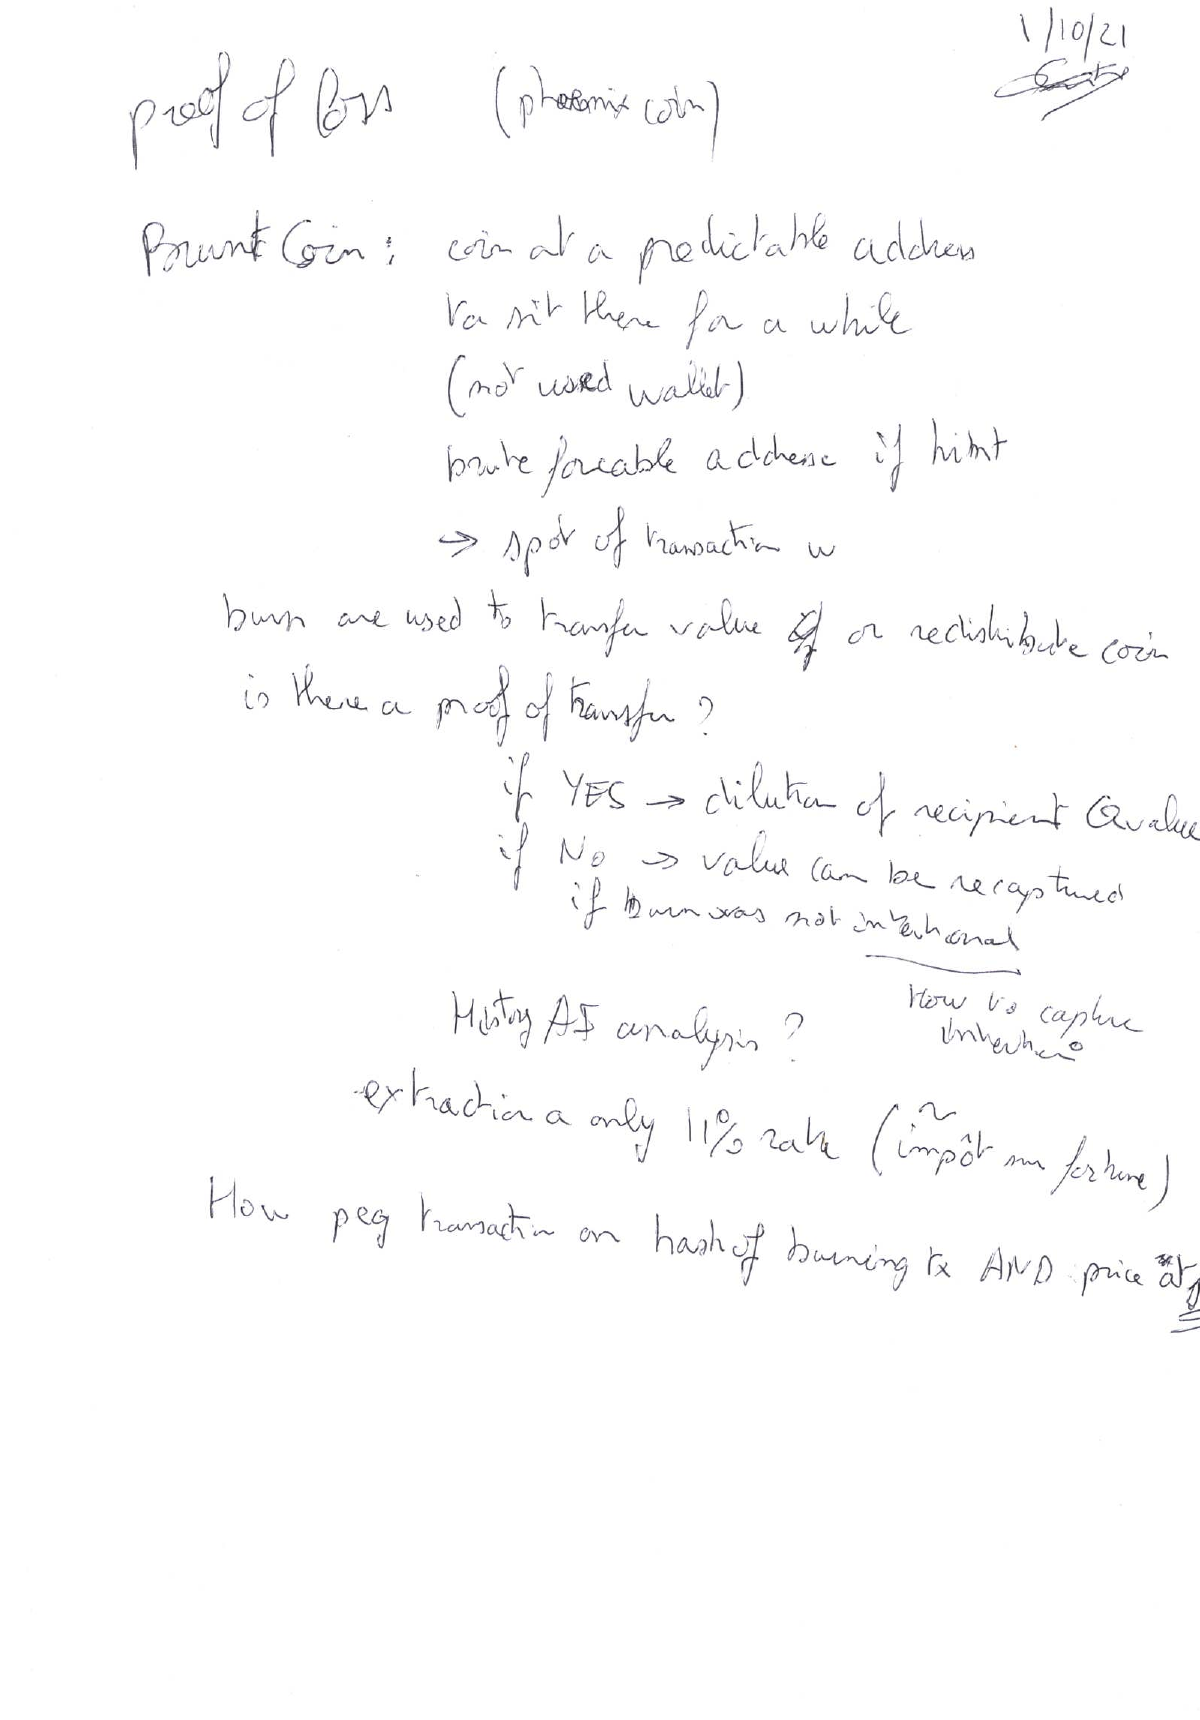 1/10/21
proof of loss (phoenix coin)
Burnt Coin : coin at a predictable address
to sit there for a while
(not used wallet)
brute forceable address if hint
→ spot of transaction w
burn are used to transfer value or redistribute coin
is there a proof of transfer ?
if YES → dilution of recipient Qvalue
if No → value can be recaptured
if burn was not intentional
How to capture
intention
History AI analysis ?
extraction a only 11% rate (~ impôt sur fortune)
How peg transaction on hash of burning tx AND price at